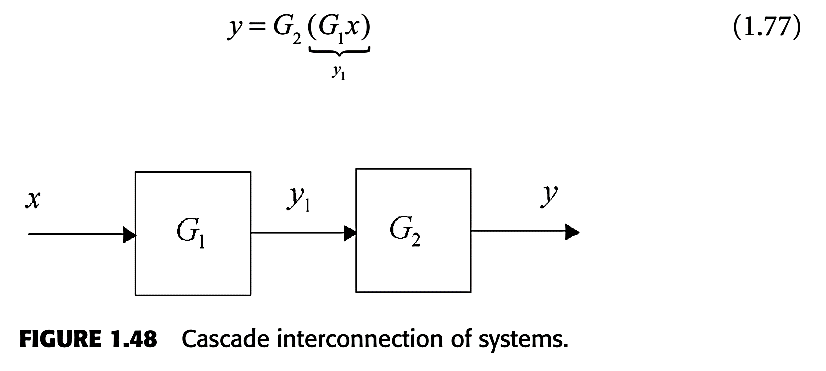 y = G₂(G₁x) (1.77)
y₁
x y₁ y
G₁ G₂
FIGURE 1.48 Cascade interconnection of systems.